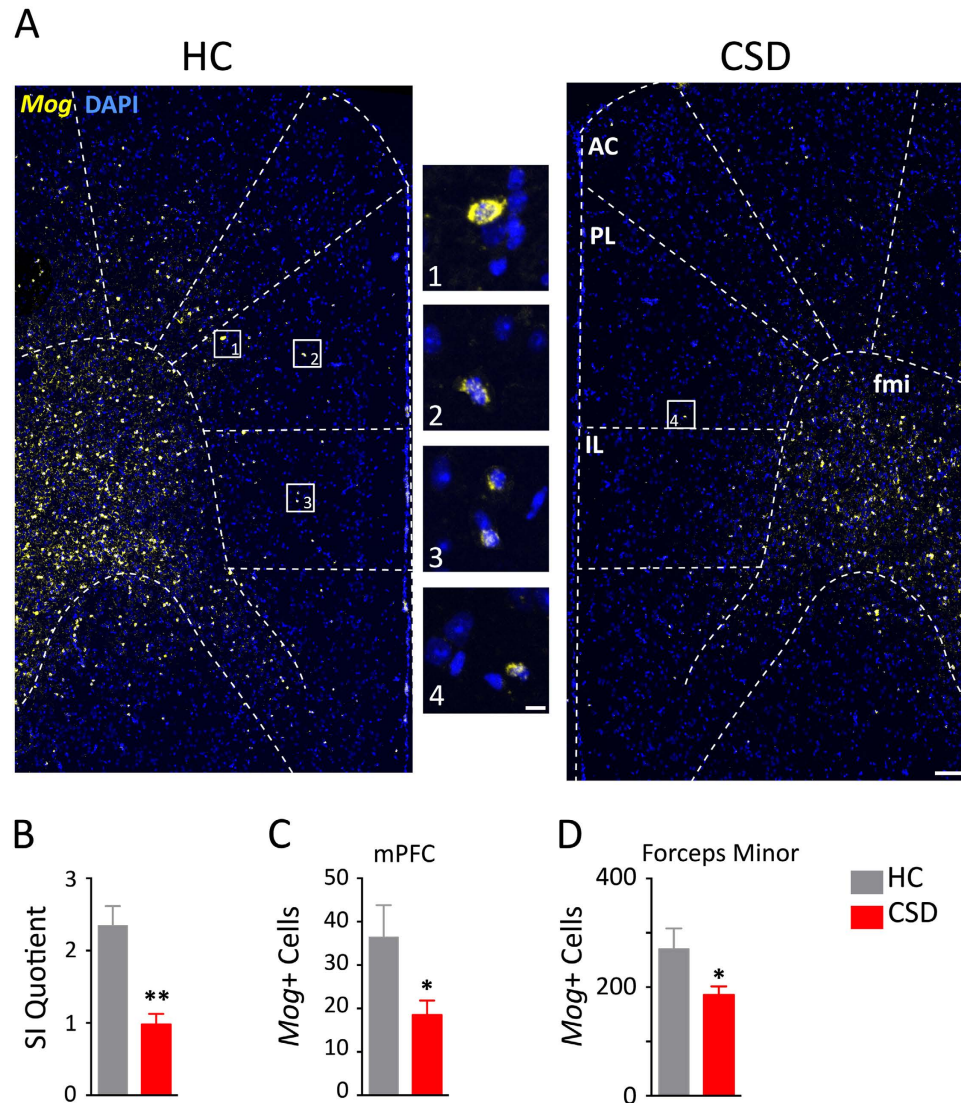 A
HC
CSD
Mog DAPI
AC
PL
IL
fmi
1
2
3
4
1
2
3
4
B
SI Quotient
3
2
1
0
**
C
mPFC
Mog+ Cells
50
40
30
20
10
0
*
D
Forceps Minor
Mog+ Cells
400
200
0
*
HC
CSD